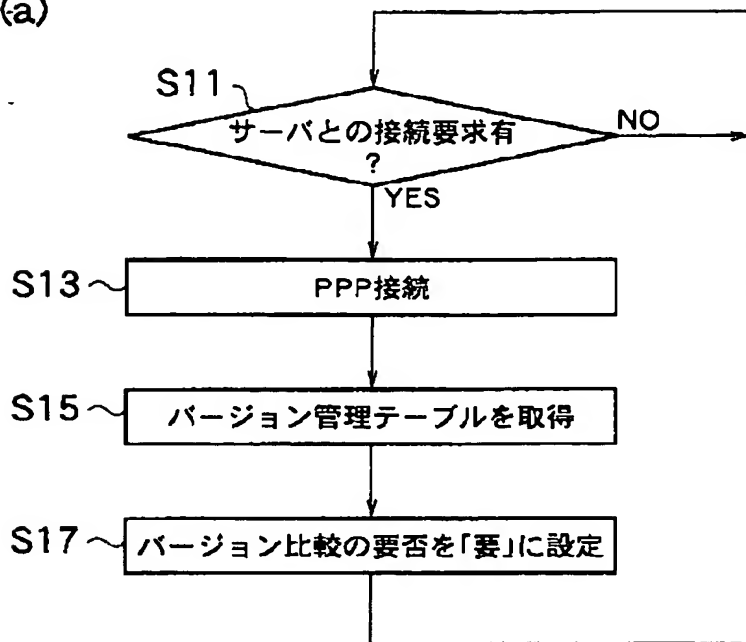 (a)
S11
サーバとの接続要求有
?
NO
YES
S13
PPP接続
S15
バージョン管理テーブルを取得
S17
バージョン比較の要否を「要」に設定